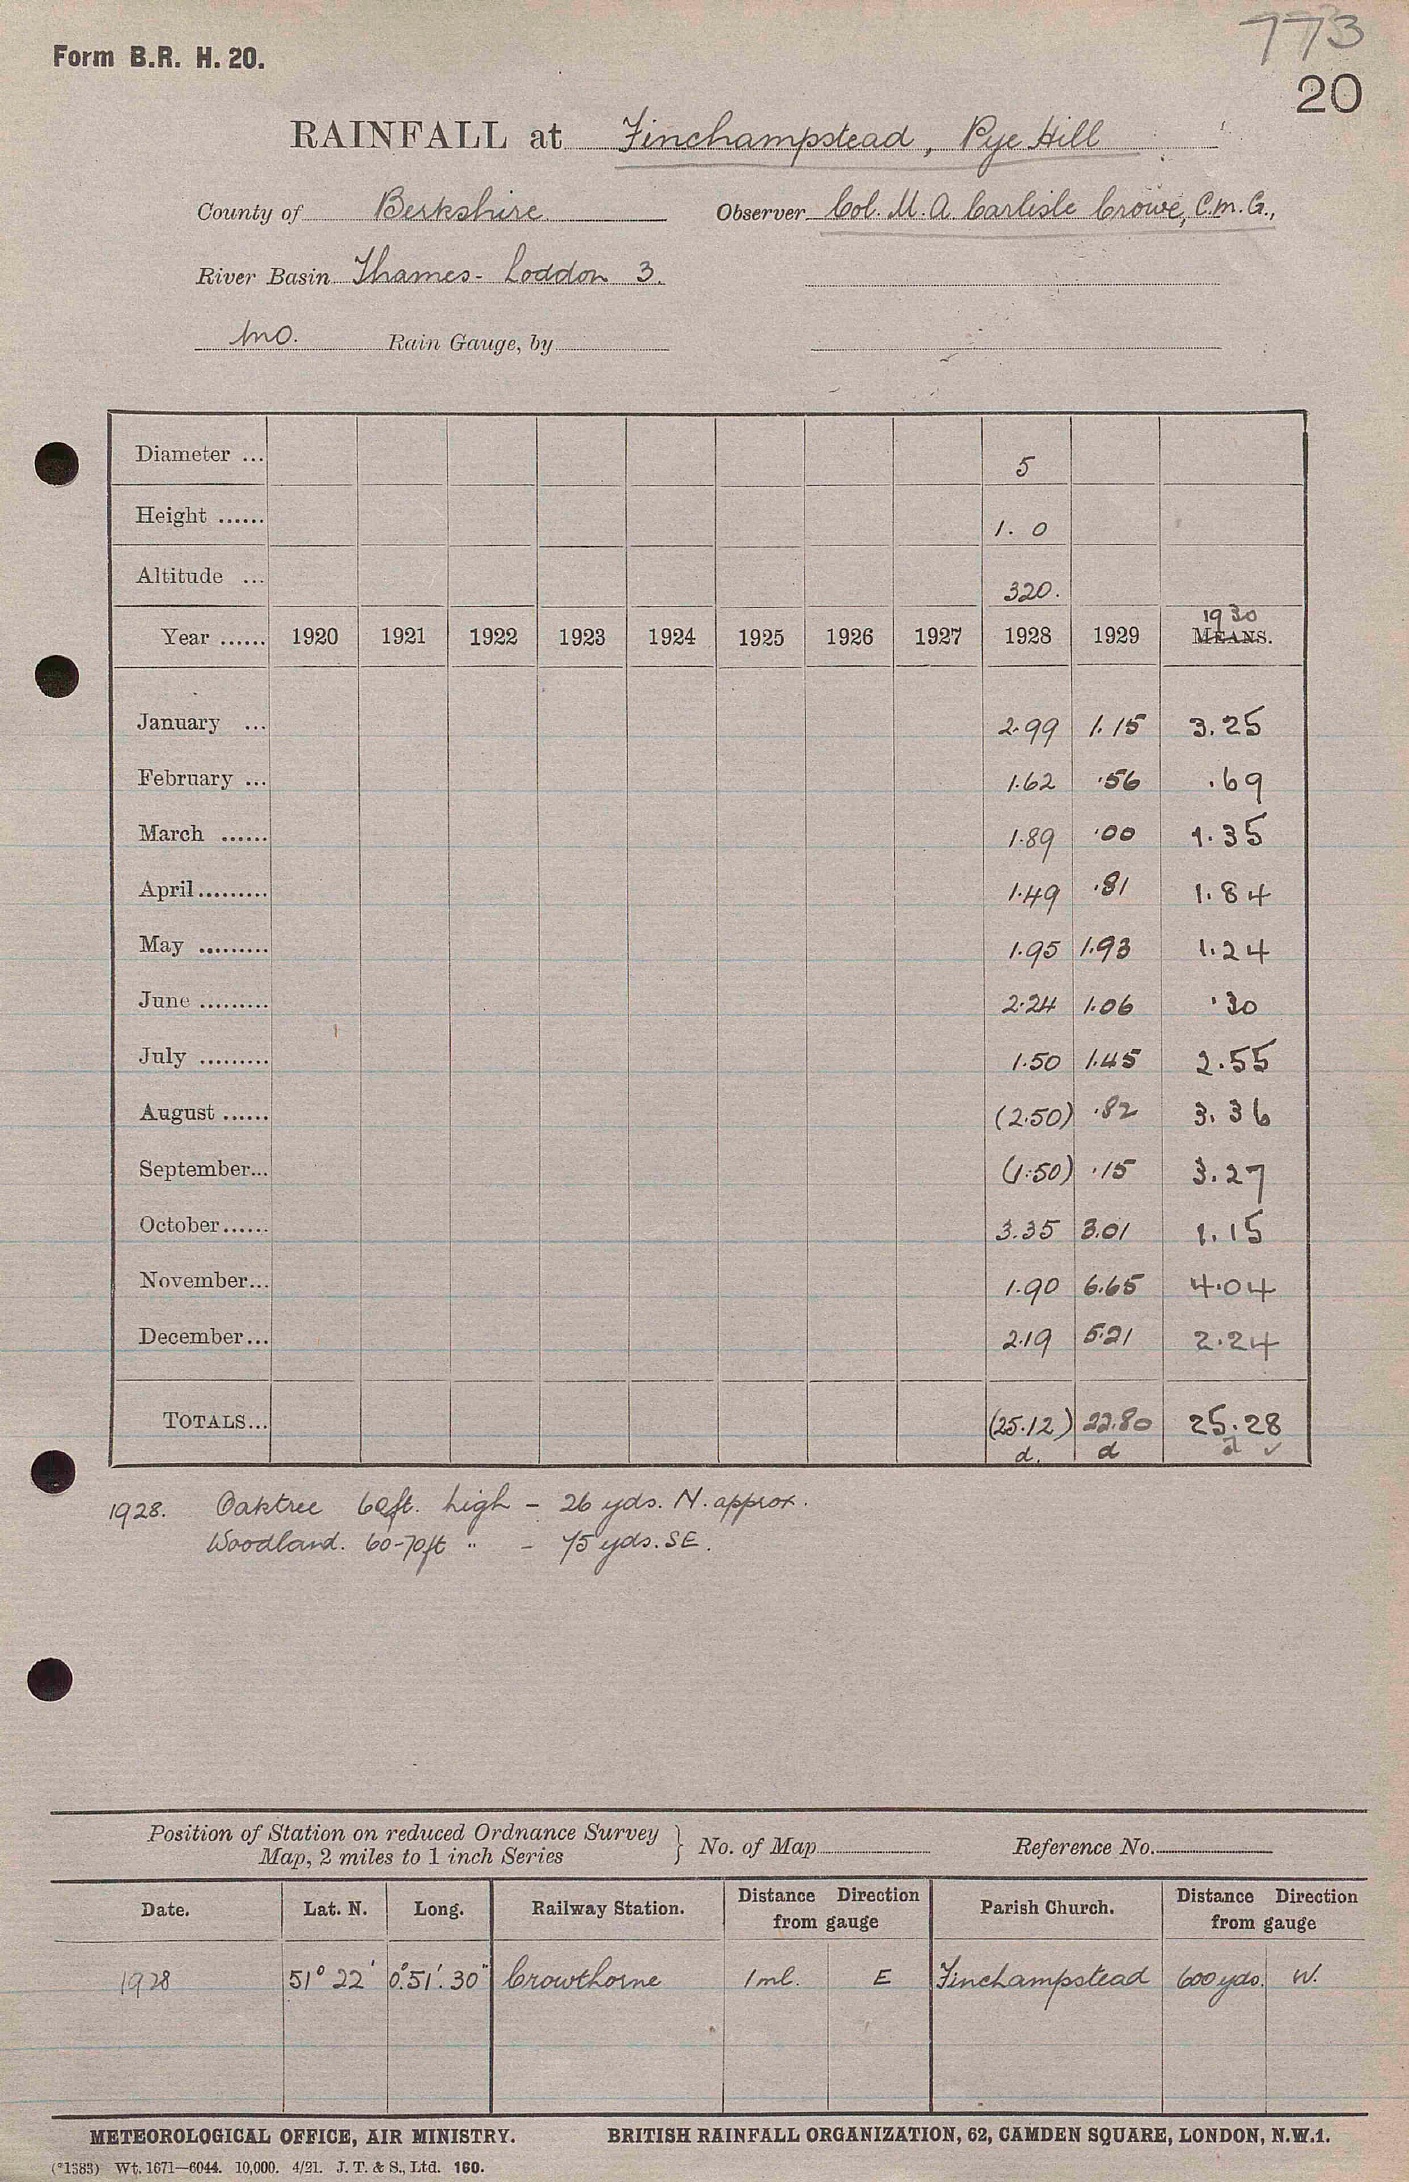 773
Form B.R. H. 20.
20
RAINFALL at Finchampstead, Pye Hill
County of Berkshire Observer Col. M. A. Carlisle Crowe, C.M.G.,
River Basin Thames - Loddon 3.
MO. Rain Gauge, by
Diameter ... 5
Height ...... 1. 0
Altitude ... 320.
1930
Year ...... 1920 1921 1922 1923 1924 1925 1926 1927 1928 1929 MEANS.
January ... 2.99 1.15 3.25
February ... 1.62 .56 .69
March ...... 1.89 .00 1.35
April ......... 1.49 .81 1.84
May ......... 1.95 1.93 1.24
June ......... 2.24 1.06 .30
July ......... 1.50 1.45 2.55
August ...... (2.50) .82 3.36
September... (1.50) .15 3.27
October...... 3.35 3.01 1.15
November... 1.90 6.65 4.04
December... 2.19 5.21 2.24
TOTALS... (25.12) 22.80 25.28
d. d d ✓
1928. Oaktree 60ft. high - 26 yds. N. approx.
Woodland. 60-70ft " - 75 yds. SE.
Position of Station on reduced Ordnance Survey
Map, 2 miles to 1 inch Series } No. of Map Reference No.
Date. Lat. N. Long. Railway Station. Distance Direction from gauge Parish Church. Distance Direction from gauge
1928 51° 22' 0°.51'.30" Crowthorne 1 ml. E Finchampstead 600 yds. W.
METEOROLOGICAL OFFICE, AIR MINISTRY. BRITISH RAINFALL ORGANIZATION, 62, CAMDEN SQUARE, LONDON, N.W.1.
(*1383) Wt. 1671—6044. 10,000. 4/21. J. T. & S., Ltd. 160.